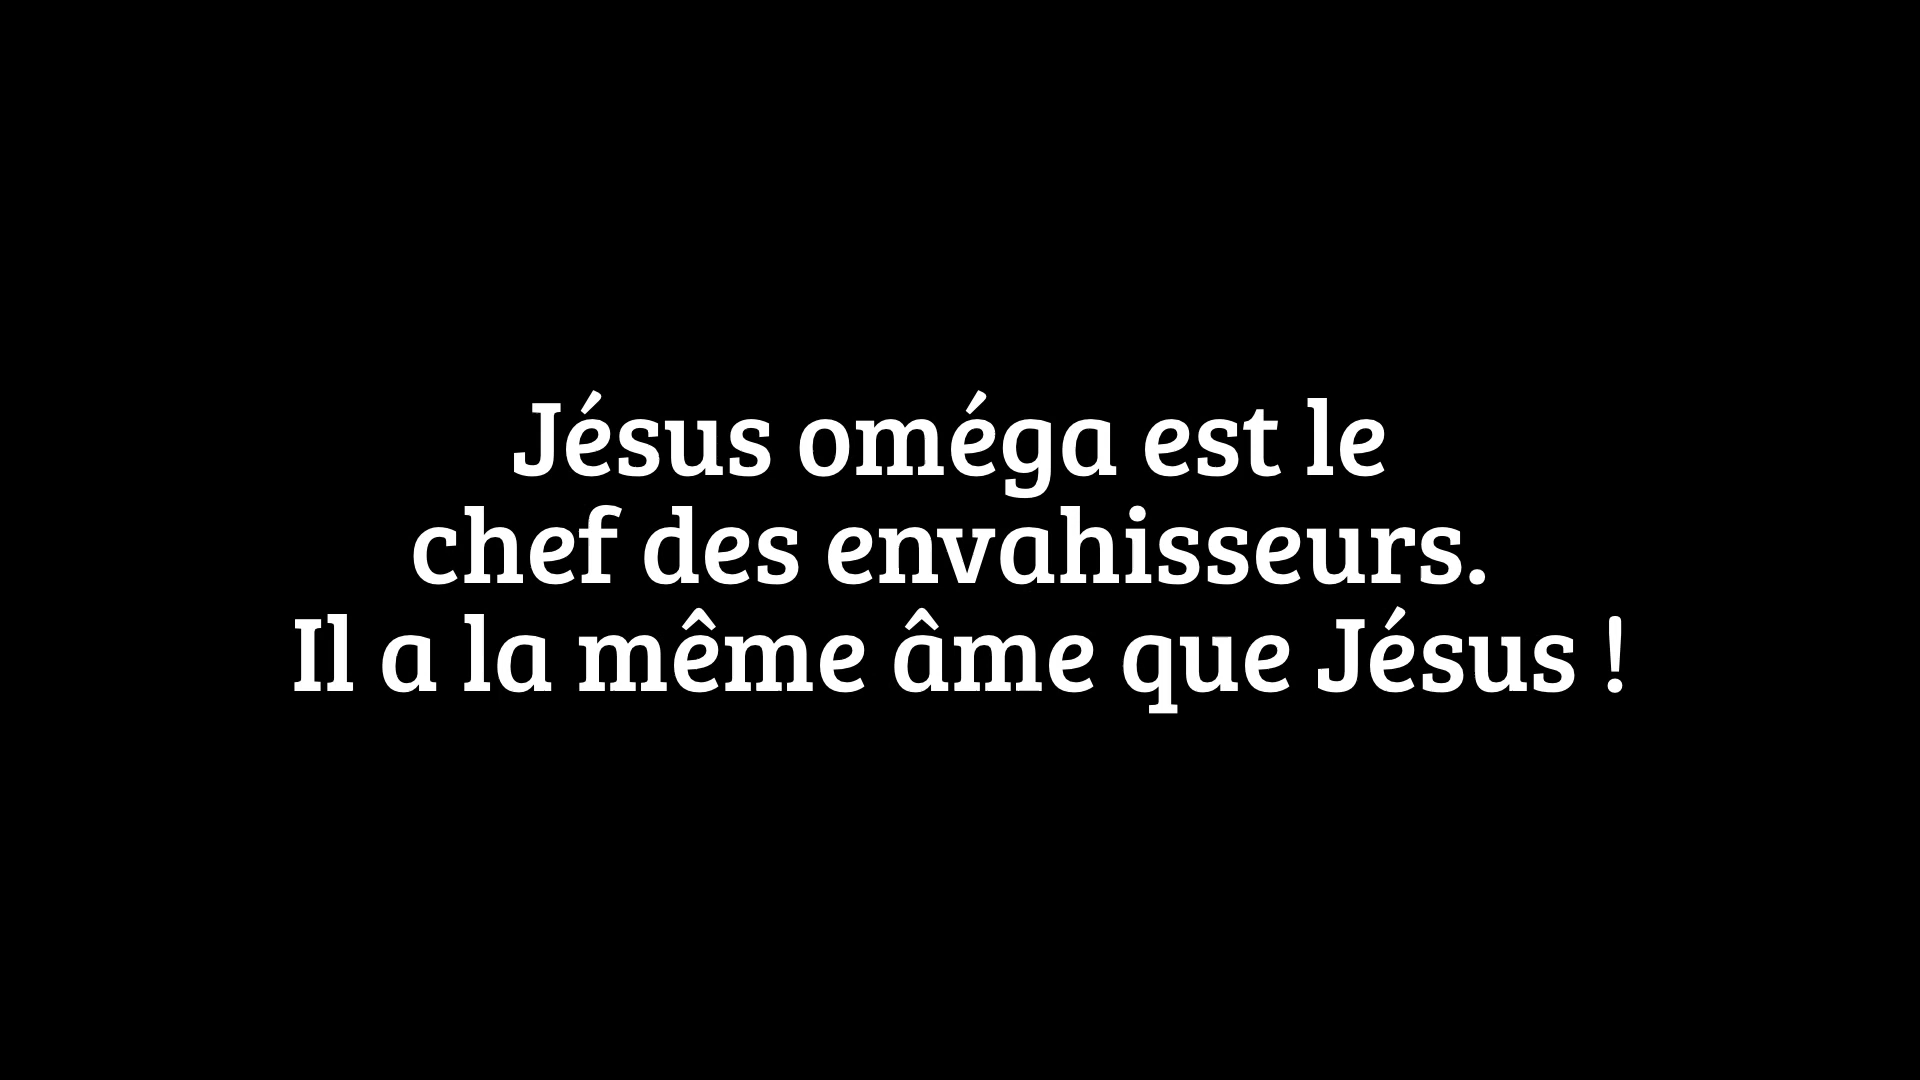 Jésus oméga est le
chef des envahisseurs.
Il a la même âme que Jésus !